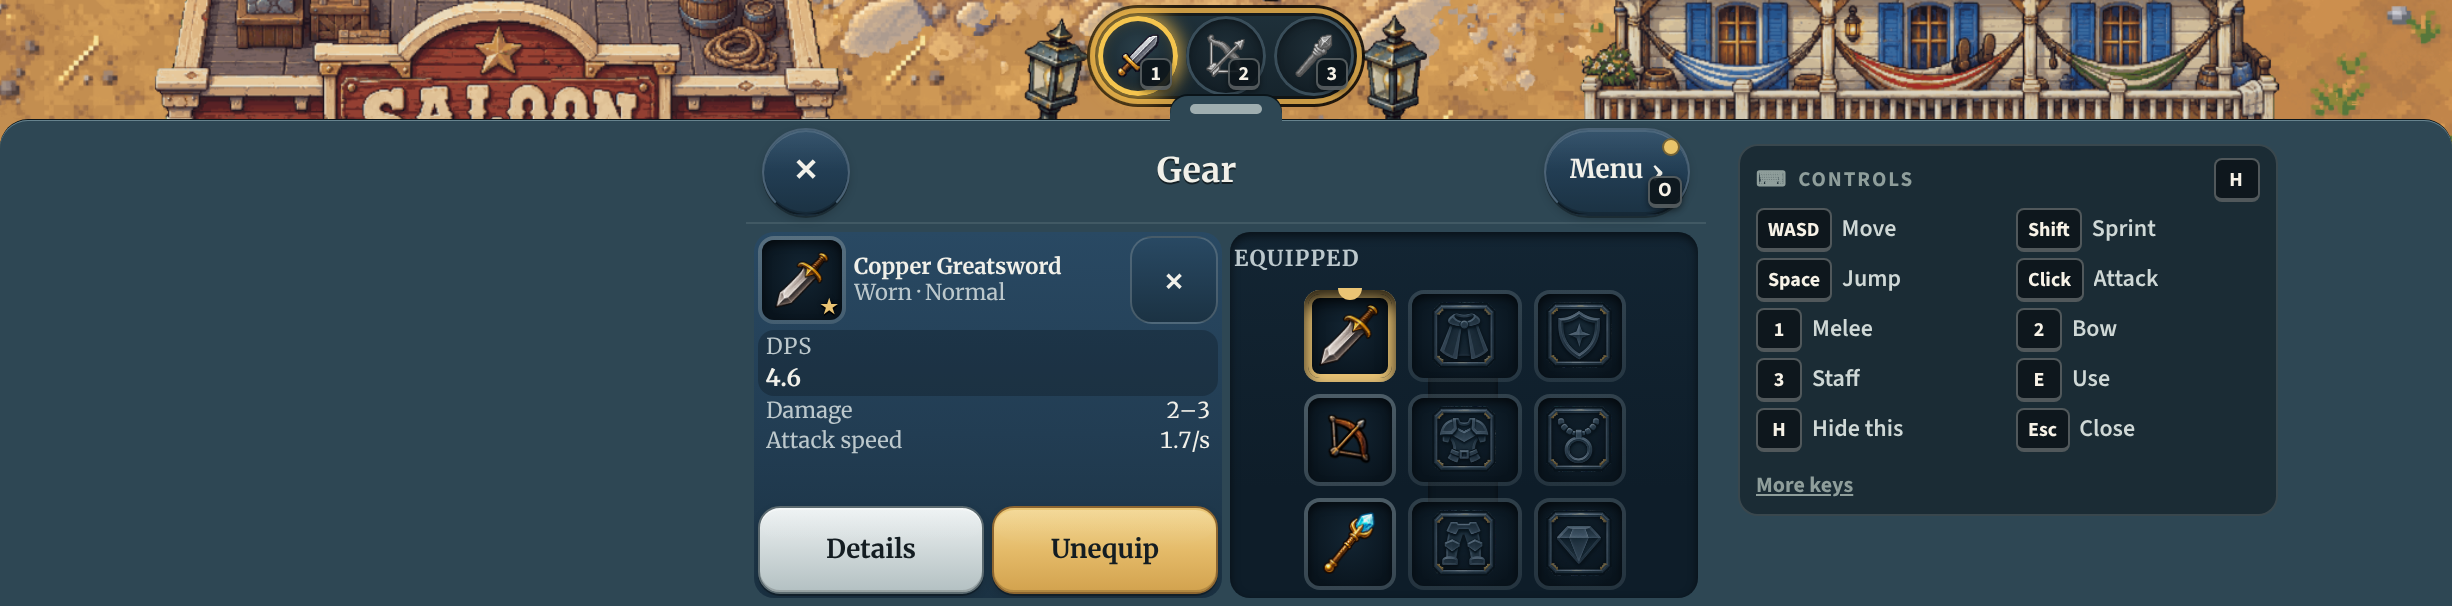 SALOON
1
2
3
×
Gear
Menu ›
O
Copper Greatsword
Worn · Normal
×
DPS
4.6
Damage 2–3
Attack speed 1.7/s
Details
Unequip
EQUIPPED
CONTROLS H
WASD Move
Shift Sprint
Space Jump
Click Attack
1 Melee
2 Bow
3 Staff
E Use
H Hide this
Esc Close
More keys